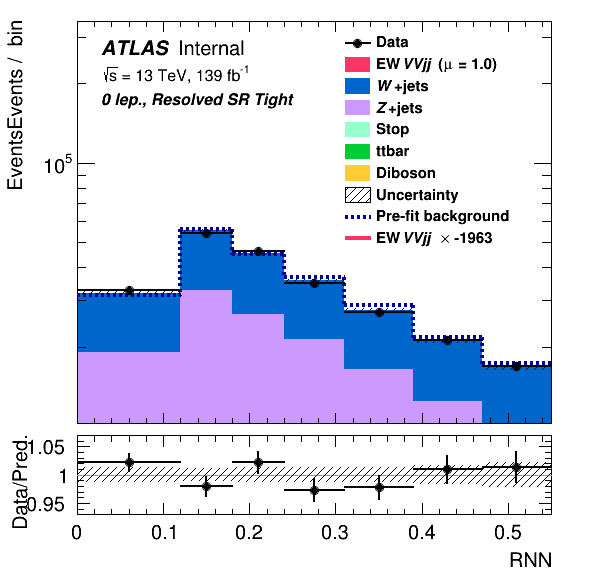 EventsEvents / bin
ATLAS Internal
√s = 13 TeV, 139 fb⁻¹
0 lep., Resolved SR Tight
Data
EW VVjj (μ = 1.0)
W+jets
Z+jets
Stop
ttbar
Diboson
Uncertainty
Pre-fit background
EW VVjj × -1963
10⁵
Data/Pred.
1.05
1
0.95
0 0.1 0.2 0.3 0.4 0.5
RNN